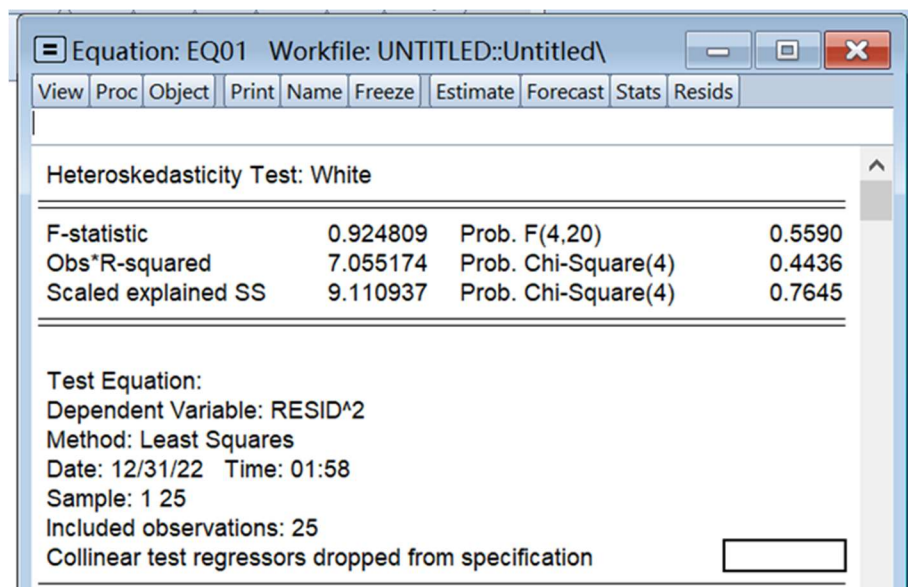 Equation: EQ01 Workfile: UNTITLED::Untitled\
View Proc Object Print Name Freeze Estimate Forecast Stats Resids
Heteroskedasticity Test: White
F-statistic 0.924809 Prob. F(4,20) 0.5590
Obs*R-squared 7.055174 Prob. Chi-Square(4) 0.4436
Scaled explained SS 9.110937 Prob. Chi-Square(4) 0.7645
Test Equation:
Dependent Variable: RESID^2
Method: Least Squares
Date: 12/31/22 Time: 01:58
Sample: 1 25
Included observations: 25
Collinear test regressors dropped from specification